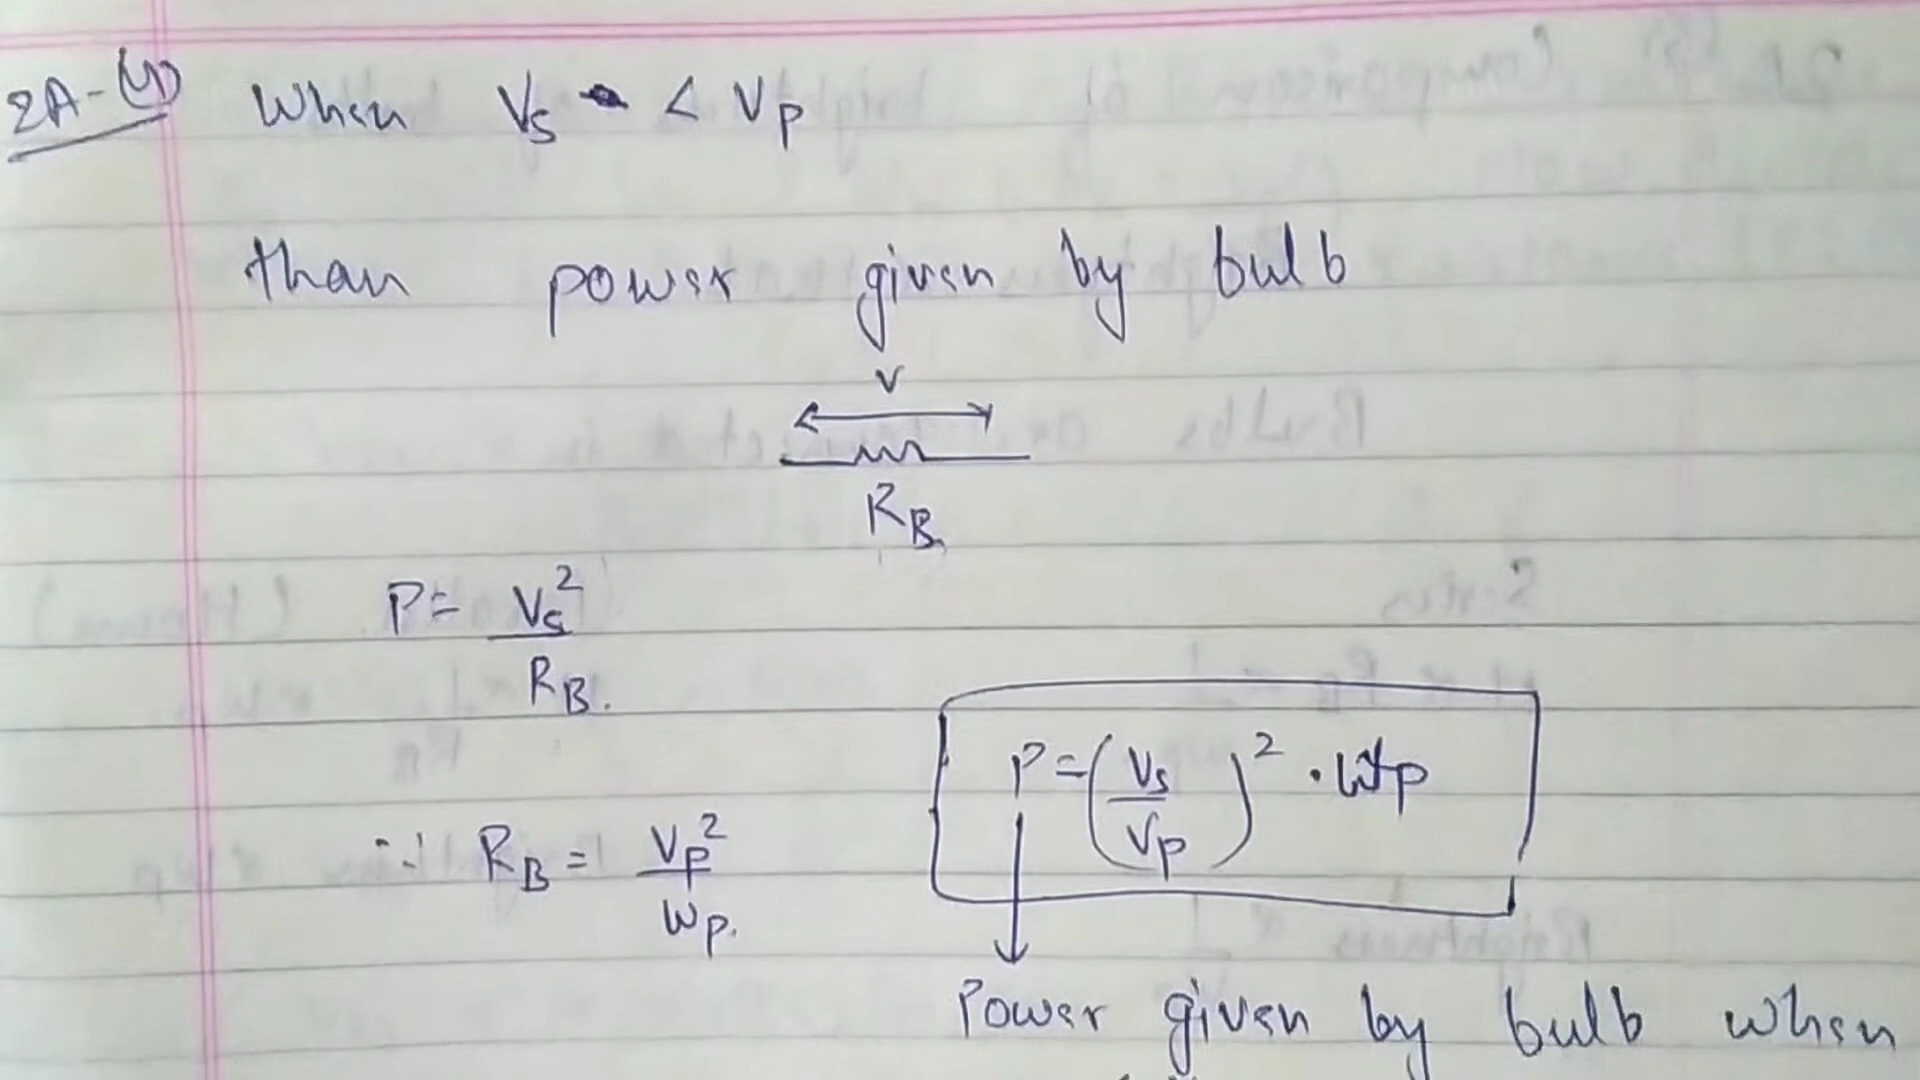 2A-(4) When Vs < Vp
than power given by bulb
V
RB.
P = Vs²/RB.
∵ RB = Vp²/Wp.
P = (Vs/Vp)² · Wp
Power given by bulb when